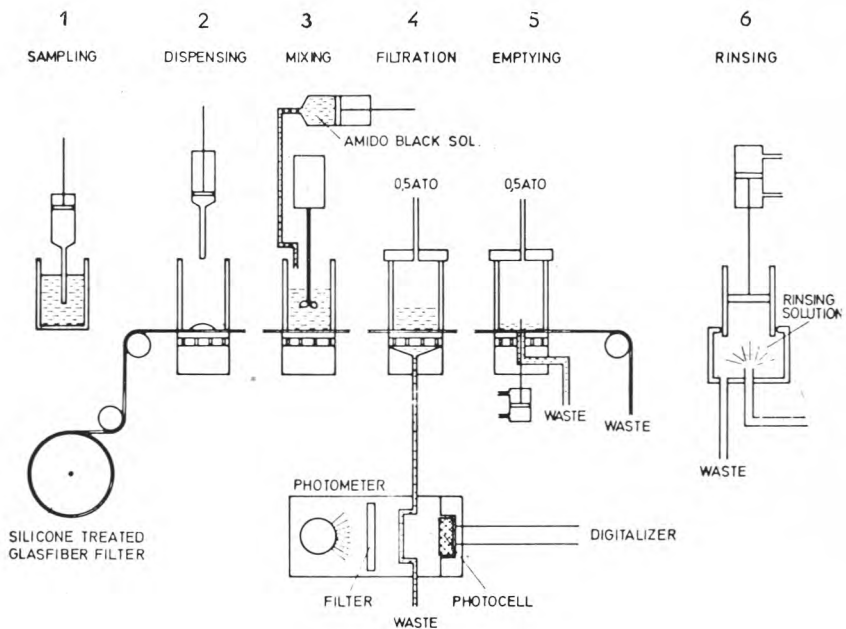 1 2 3 4 5 6
SAMPLING DISPENSING MIXING FILTRATION EMPTYING RINSING
AMIDO BLACK SOL.
0,5ATO 0,5ATO
RINSING
SOLUTION
WASTE
WASTE
WASTE
PHOTOMETER
SILICONE TREATED
GLASFIBER FILTER
DIGITALIZER
FILTER
PHOTOCELL
WASTE